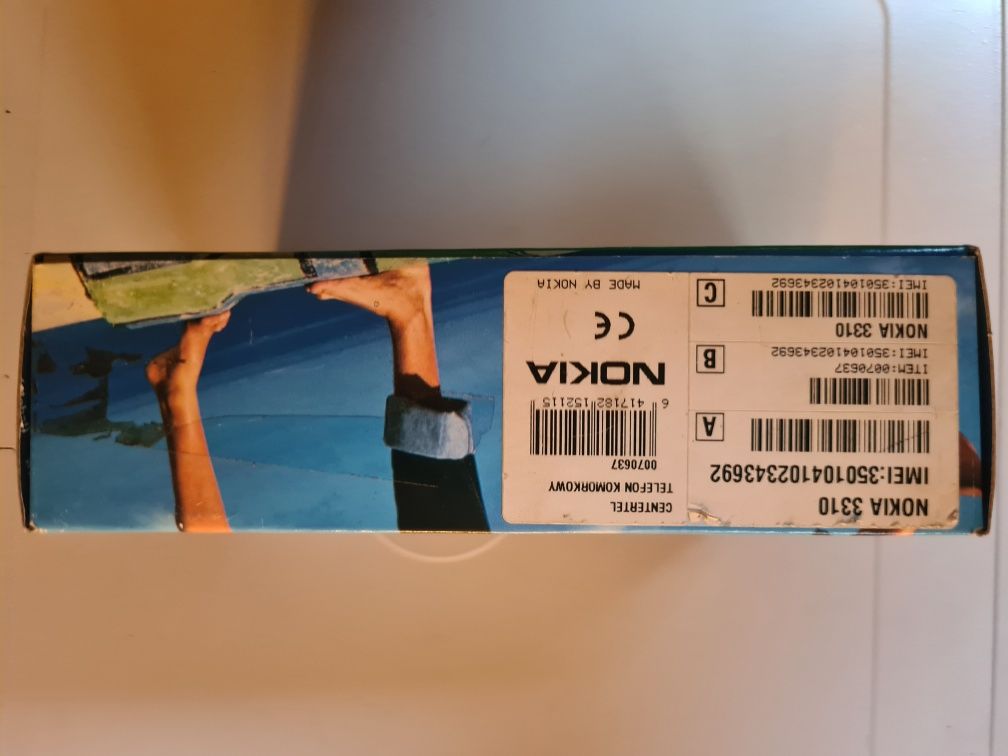 NOKIA 3310
IMEI:350104102343692
A
ITEM:0070637
IMEI:350104102343692
B
NOKIA 3310
IMEI:350104102343692
C
CENTERTEL
TELEFON KOMORKOWY
0070637
6 417182 152115
NOKIA
CE
MADE BY NOKIA